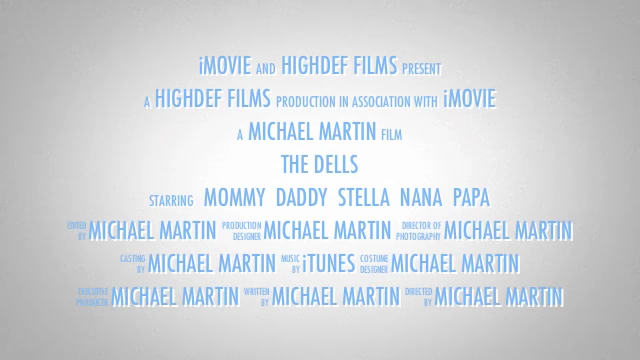 iMOVIE AND HIGHDEF FILMS PRESENT
A HIGHDEF FILMS PRODUCTION IN ASSOCIATION WITH iMOVIE
A MICHAEL MARTIN FILM
THE DELLS
STARRING MOMMY DADDY STELLA NANA PAPA
EDITED BY MICHAEL MARTIN PRODUCTION DESIGNER MICHAEL MARTIN DIRECTOR OF PHOTOGRAPHY MICHAEL MARTIN
CASTING BY MICHAEL MARTIN MUSIC BY iTUNES COSTUME DESIGNER MICHAEL MARTIN
EXECUTIVE PRODUCER MICHAEL MARTIN WRITTEN BY MICHAEL MARTIN DIRECTED BY MICHAEL MARTIN